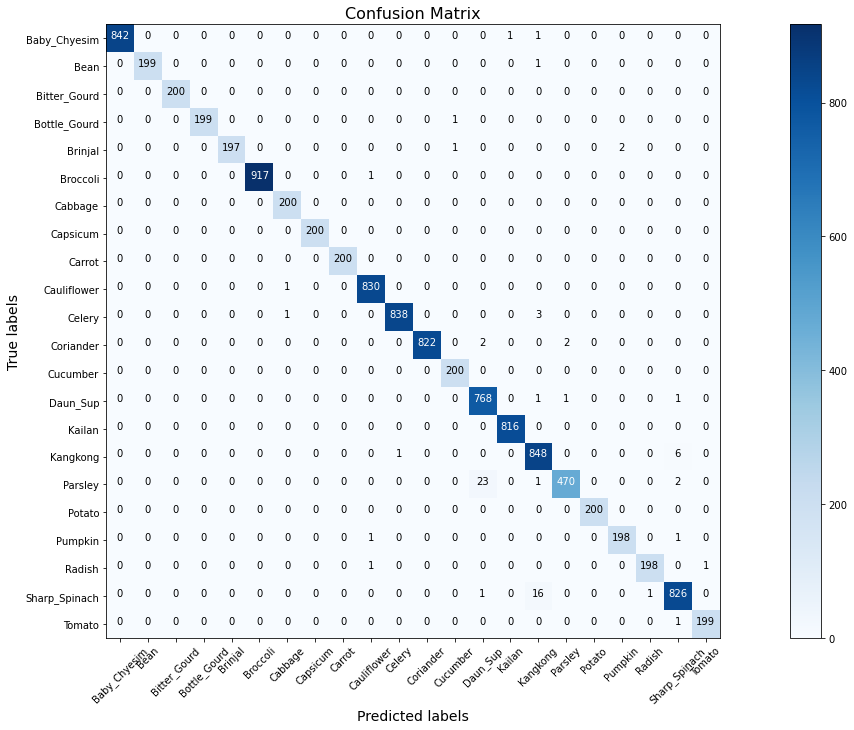 Confusion Matrix
Baby_Chyesim 842 0 0 0 0 0 0 0 0 0 0 0 0 0 1 1 0 0 0 0 0 0
Bean 0 199 0 0 0 0 0 0 0 0 0 0 0 0 0 1 0 0 0 0 0 0
Bitter_Gourd 0 0 200 0 0 0 0 0 0 0 0 0 0 0 0 0 0 0 0 0 0 0
Bottle_Gourd 0 0 0 199 0 0 0 0 0 0 0 0 1 0 0 0 0 0 0 0 0 0
Brinjal 0 0 0 0 197 0 0 0 0 0 0 0 1 0 0 0 0 0 2 0 0 0
Broccoli 0 0 0 0 0 917 0 0 0 1 0 0 0 0 0 0 0 0 0 0 0 0
Cabbage 0 0 0 0 0 0 200 0 0 0 0 0 0 0 0 0 0 0 0 0 0 0
Capsicum 0 0 0 0 0 0 0 200 0 0 0 0 0 0 0 0 0 0 0 0 0 0
Carrot 0 0 0 0 0 0 0 0 200 0 0 0 0 0 0 0 0 0 0 0 0 0
Cauliflower 0 0 0 0 0 0 1 0 0 830 0 0 0 0 0 0 0 0 0 0 0 0
Celery 0 0 0 0 0 0 1 0 0 0 838 0 0 0 0 3 0 0 0 0 0 0
Coriander 0 0 0 0 0 0 0 0 0 0 0 822 0 2 0 0 2 0 0 0 0 0
Cucumber 0 0 0 0 0 0 0 0 0 0 0 0 200 0 0 0 0 0 0 0 0 0
Daun_Sup 0 0 0 0 0 0 0 0 0 0 0 0 0 768 0 1 1 0 0 0 1 0
Kailan 0 0 0 0 0 0 0 0 0 0 0 0 0 0 816 0 0 0 0 0 0 0
Kangkong 0 0 0 0 0 0 0 0 0 0 1 0 0 0 0 848 0 0 0 0 6 0
Parsley 0 0 0 0 0 0 0 0 0 0 0 0 0 23 0 1 470 0 0 0 2 0
Potato 0 0 0 0 0 0 0 0 0 0 0 0 0 0 0 0 0 200 0 0 0 0
Pumpkin 0 0 0 0 0 0 0 0 0 1 0 0 0 0 0 0 0 0 198 0 1 0
Radish 0 0 0 0 0 0 0 0 0 1 0 0 0 0 0 0 0 0 0 198 0 1
Sharp_Spinach 0 0 0 0 0 0 0 0 0 0 0 0 0 1 0 16 0 0 0 1 826 0
Tomato 0 0 0 0 0 0 0 0 0 0 0 0 0 0 0 0 0 0 0 0 1 199
True labels
Baby_Chyesim
Bean
Bitter_Gourd
Bottle_Gourd
Brinjal
Broccoli
Cabbage
Capsicum
Carrot
Cauliflower
Celery
Coriander
Cucumber
Daun_Sup
Kailan
Kangkong
Parsley
Potato
Pumpkin
Radish
Sharp_Spinach
Tomato
Predicted labels
800
600
400
200
0